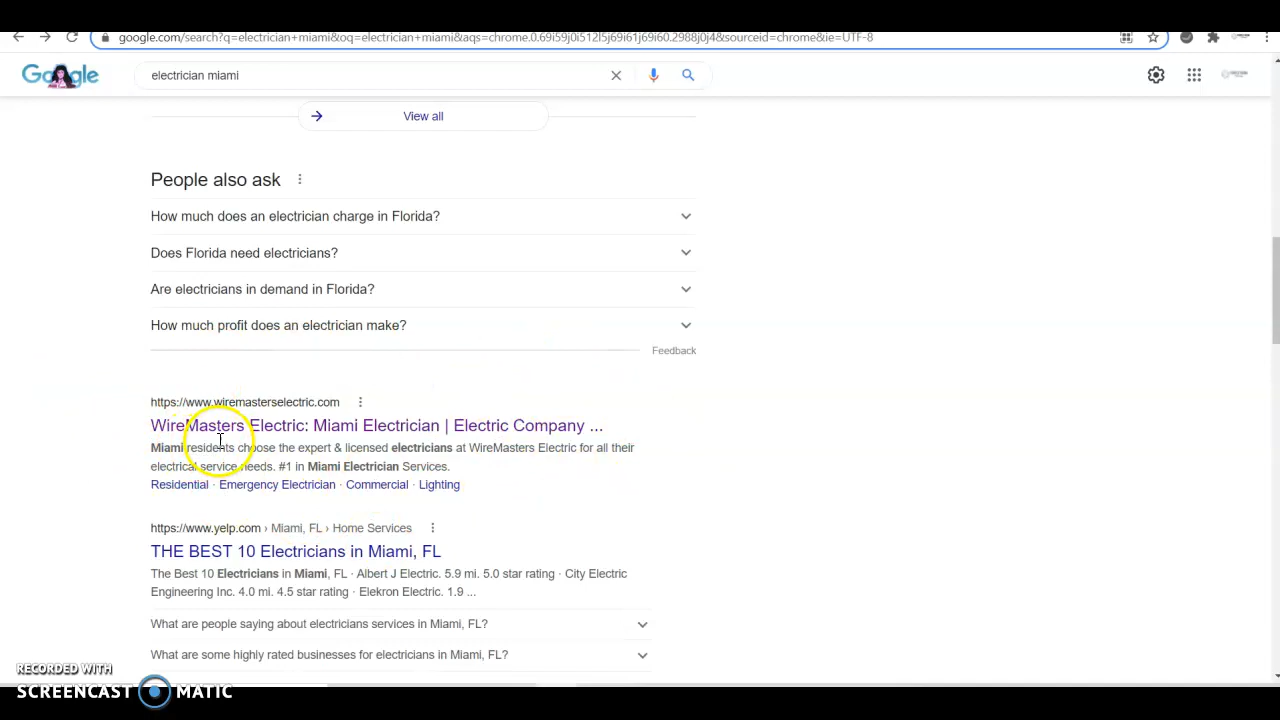 google.com/search?q=electrician+miami&oq=electrician+miami&aqs=chrome.0.69i59j0i512l5j69i61j69i60.2988j0j4&sourceid=chrome&ie=UTF-8
Google
electrician miami
View all
People also ask
How much does an electrician charge in Florida?
Does Florida need electricians?
Are electricians in demand in Florida?
How much profit does an electrician make?
Feedback
https://www.wiremasterselectric.com
WireMasters Electric: Miami Electrician | Electric Company ...
Miami residents choose the expert & licensed electricians at WireMasters Electric for all their
electrical service needs. #1 in Miami Electrician Services.
Residential · Emergency Electrician · Commercial · Lighting
https://www.yelp.com › Miami, FL › Home Services
THE BEST 10 Electricians in Miami, FL
The Best 10 Electricians in Miami, FL · Albert J Electric. 5.9 mi. 5.0 star rating · City Electric
Engineering Inc. 4.0 mi. 4.5 star rating · Elekron Electric. 1.9 ...
What are people saying about electricians services in Miami, FL?
What are some highly rated businesses for electricians in Miami, FL?
RECORDED WITH
SCREENCAST MATIC